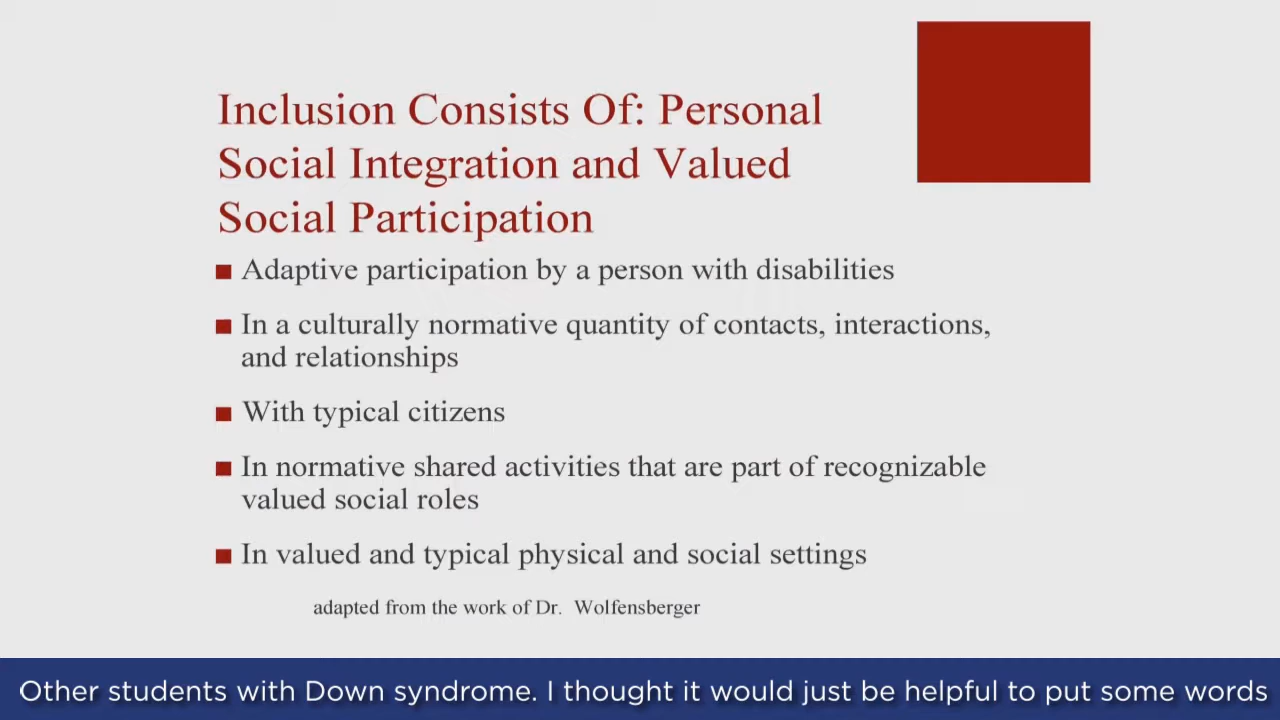 Inclusion Consists Of: Personal
Social Integration and Valued
Social Participation
Adaptive participation by a person with disabilities
In a culturally normative quantity of contacts, interactions,
and relationships
With typical citizens
In normative shared activities that are part of recognizable
valued social roles
In valued and typical physical and social settings
adapted from the work of Dr. Wolfensberger
Other students with Down syndrome. I thought it would just be helpful to put some words